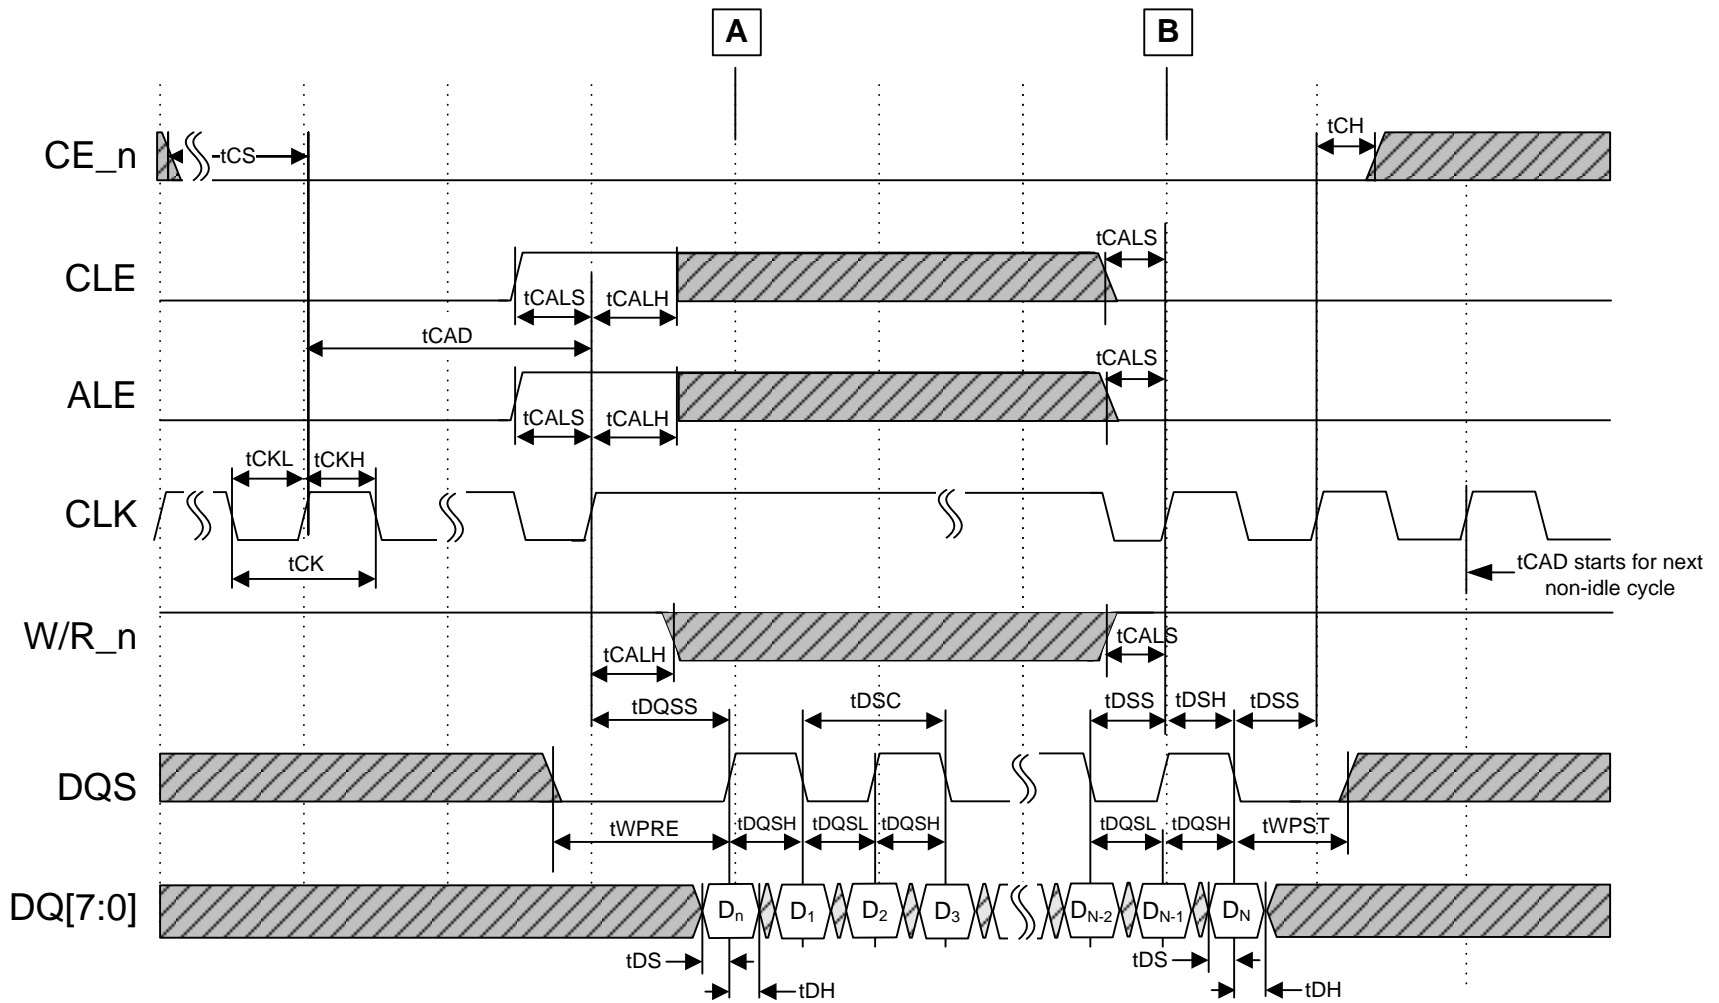 A
B
CE_n
tCS
tCH
CLE
tCALS
tCALS
tCALH
tCAD
ALE
tCALS
tCALS
tCALH
tCKL
tCKH
CLK
tCK
tCAD starts for next
non-idle cycle
W/R_n
tCALS
tCALH
tDQSS
tDSC
tDSS
tDSH
tDSS
DQS
tWPRE
tDQSH
tDQSL
tDQSH
tDQSL
tDQSH
tWPST
DQ[7:0]
Dn
D1
D2
D3
DN-2
DN-1
DN
tDS
tDS
tDH
tDH